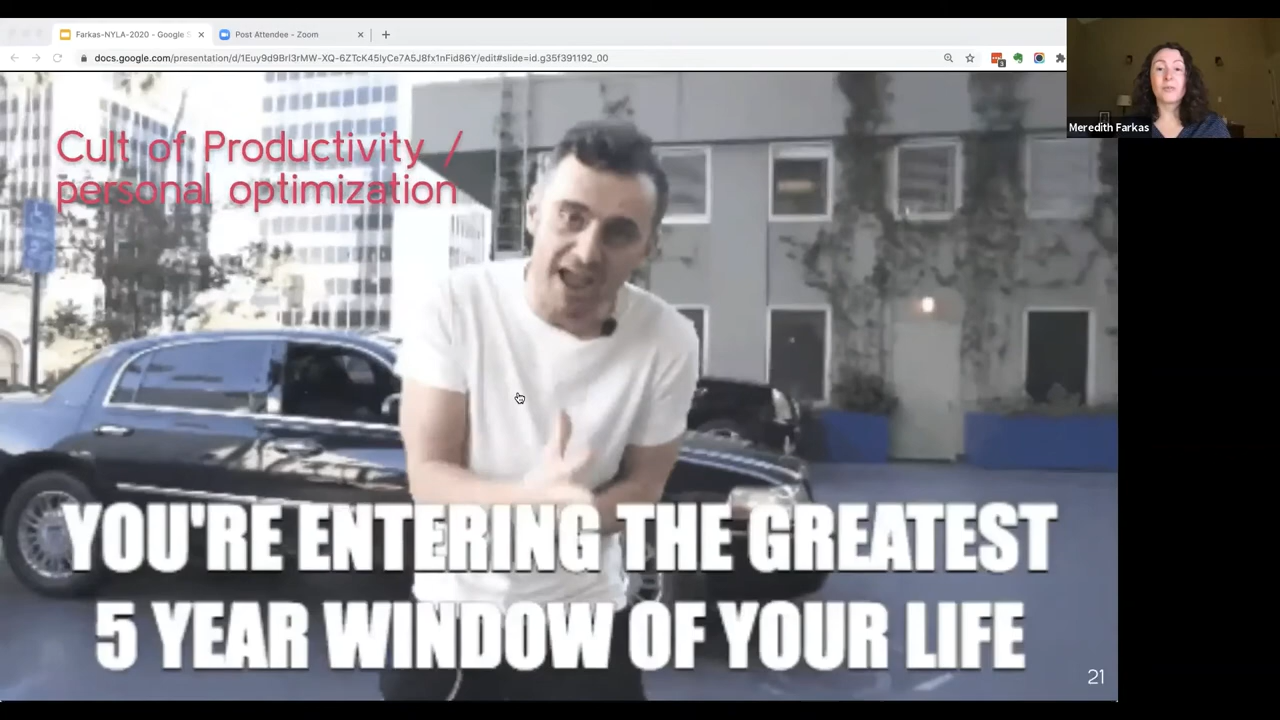 Farkas-NYLA-2020 - Google S
Post Attendee - Zoom
docs.google.com/presentation/d/1Euy9d9BrI3rMW-XQ-6ZTcK45IyCe7A5J8fx1nFid86Y/edit#slide=id.g35f391192_00
Meredith Farkas
Cult of Productivity /
personal optimization
YOU'RE ENTERING THE GREATEST
5 YEAR WINDOW OF YOUR LIFE
21